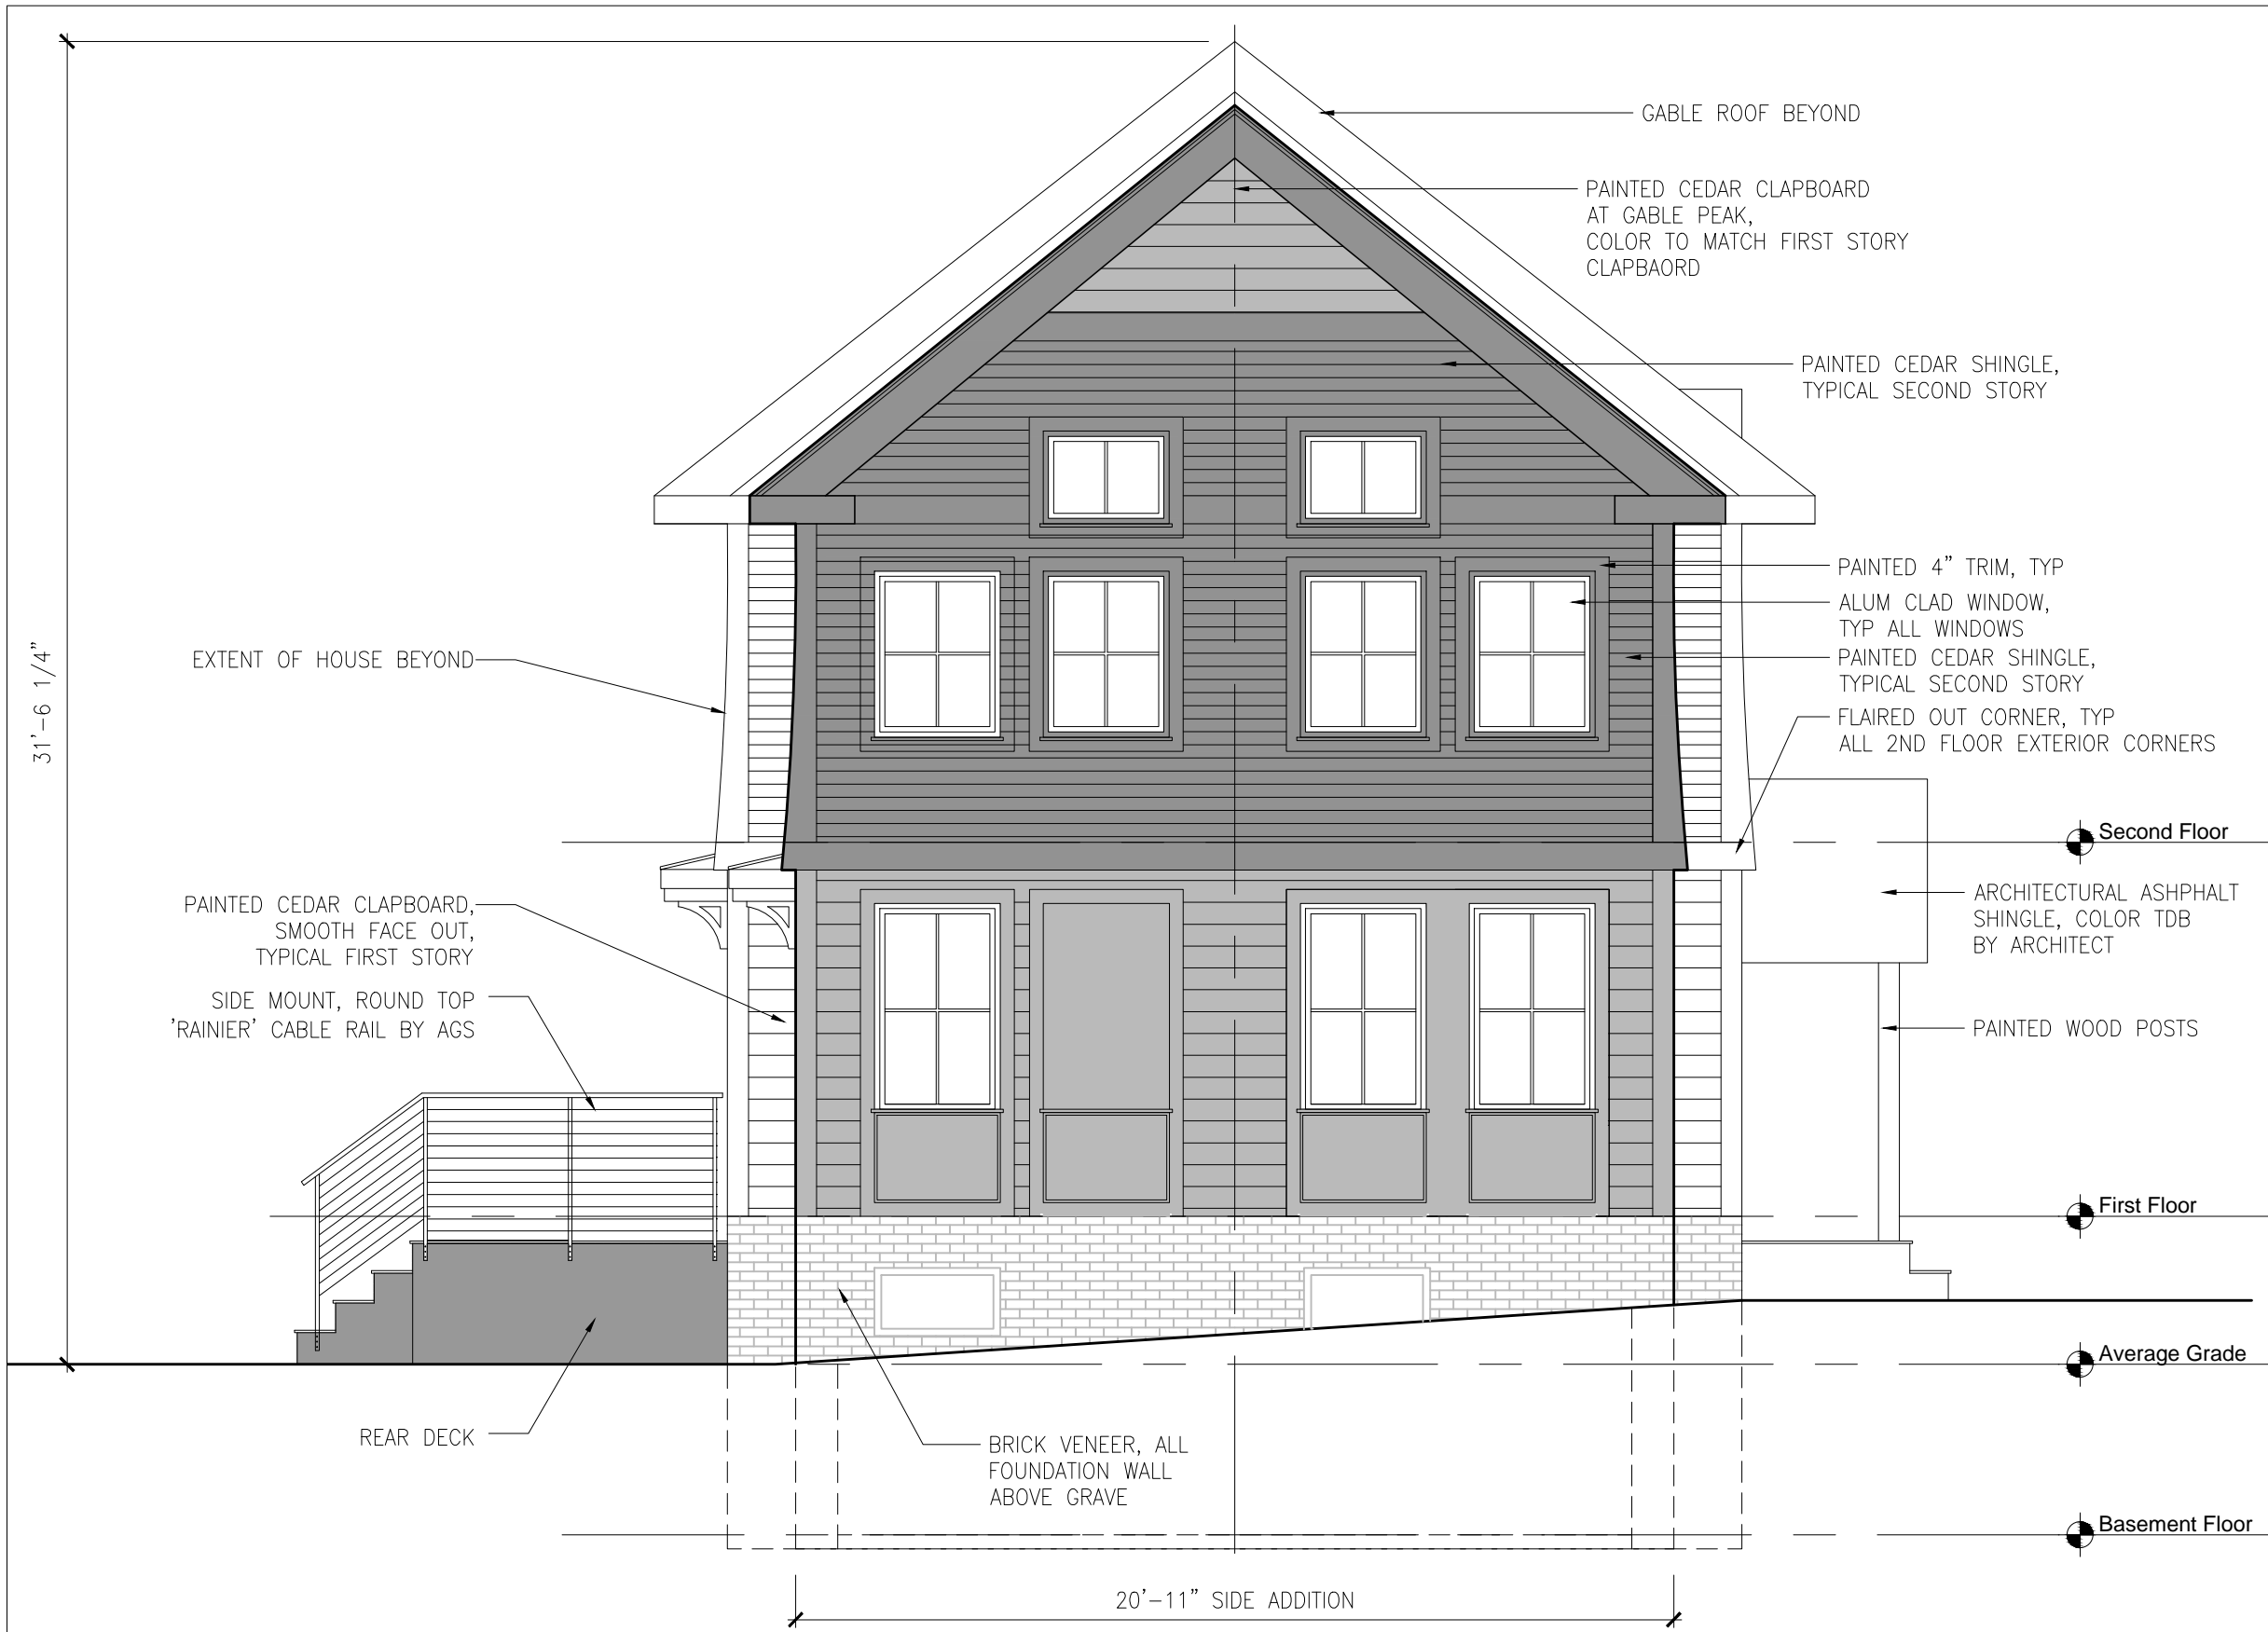 GABLE ROOF BEYOND
PAINTED CEDAR CLAPBOARD
AT GABLE PEAK,
COLOR TO MATCH FIRST STORY
CLAPBAORD
PAINTED CEDAR SHINGLE,
TYPICAL SECOND STORY
PAINTED 4" TRIM, TYP
ALUM CLAD WINDOW,
TYP ALL WINDOWS
PAINTED CEDAR SHINGLE,
TYPICAL SECOND STORY
FLAIRED OUT CORNER, TYP
ALL 2ND FLOOR EXTERIOR CORNERS
31'-6 1/4"
EXTENT OF HOUSE BEYOND
Second Floor
PAINTED CEDAR CLAPBOARD,
SMOOTH FACE OUT,
TYPICAL FIRST STORY
ARCHITECTURAL ASHPHALT
SHINGLE, COLOR TDB
BY ARCHITECT
SIDE MOUNT, ROUND TOP
'RAINIER' CABLE RAIL BY AGS
PAINTED WOOD POSTS
First Floor
Average Grade
REAR DECK
BRICK VENEER, ALL
FOUNDATION WALL
ABOVE GRAVE
Basement Floor
20'-11" SIDE ADDITION